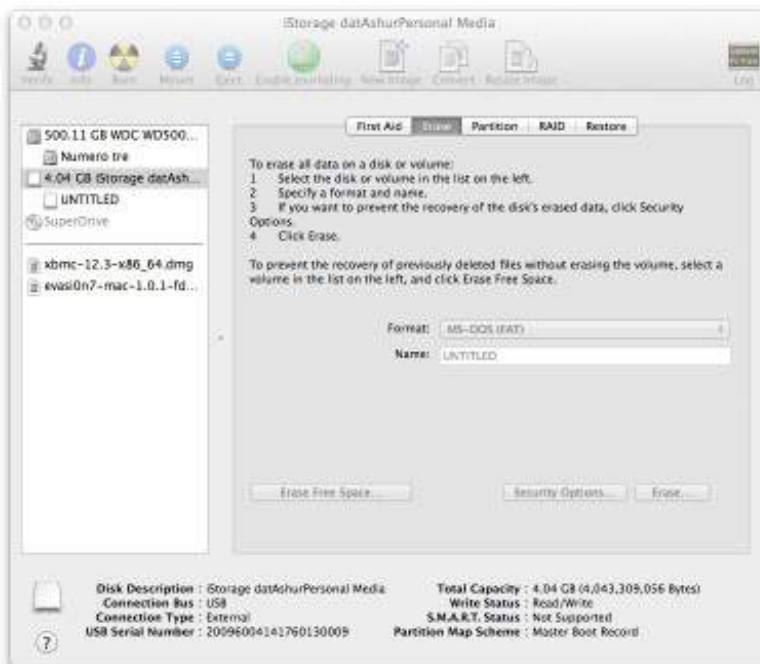 iStorage datAshurPersonal Media
Verify Info Burn Mount Eject Enable Journaling New Image Convert Resize Image Log
500.11 GB WDC WD500...
Numero tre
4.04 GB iStorage datAsh...
UNTITLED
SuperDrive
xbmc-12.3-x86_64.dmg
evasi0n7-mac-1.0.1-fd...
First Aid Erase Partition RAID Restore
To erase all data on a disk or volume:
1 Select the disk or volume in the list on the left.
2 Specify a format and name.
3 If you want to prevent the recovery of the disk's erased data, click Security
Options.
4 Click Erase.
To prevent the recovery of previously deleted files without erasing the volume, select a
volume in the list on the left, and click Erase Free Space.
Format: MS-DOS (FAT)
Name: UNTITLED
Erase Free Space... Security Options... Erase...
Disk Description : iStorage datAshurPersonal Media
Connection Bus : USB
Connection Type : External
USB Serial Number : 20096004141760130009
Total Capacity : 4.04 GB (4,043,309,056 Bytes)
Write Status : Read/Write
S.M.A.R.T. Status : Not Supported
Partition Map Scheme : Master Boot Record
?